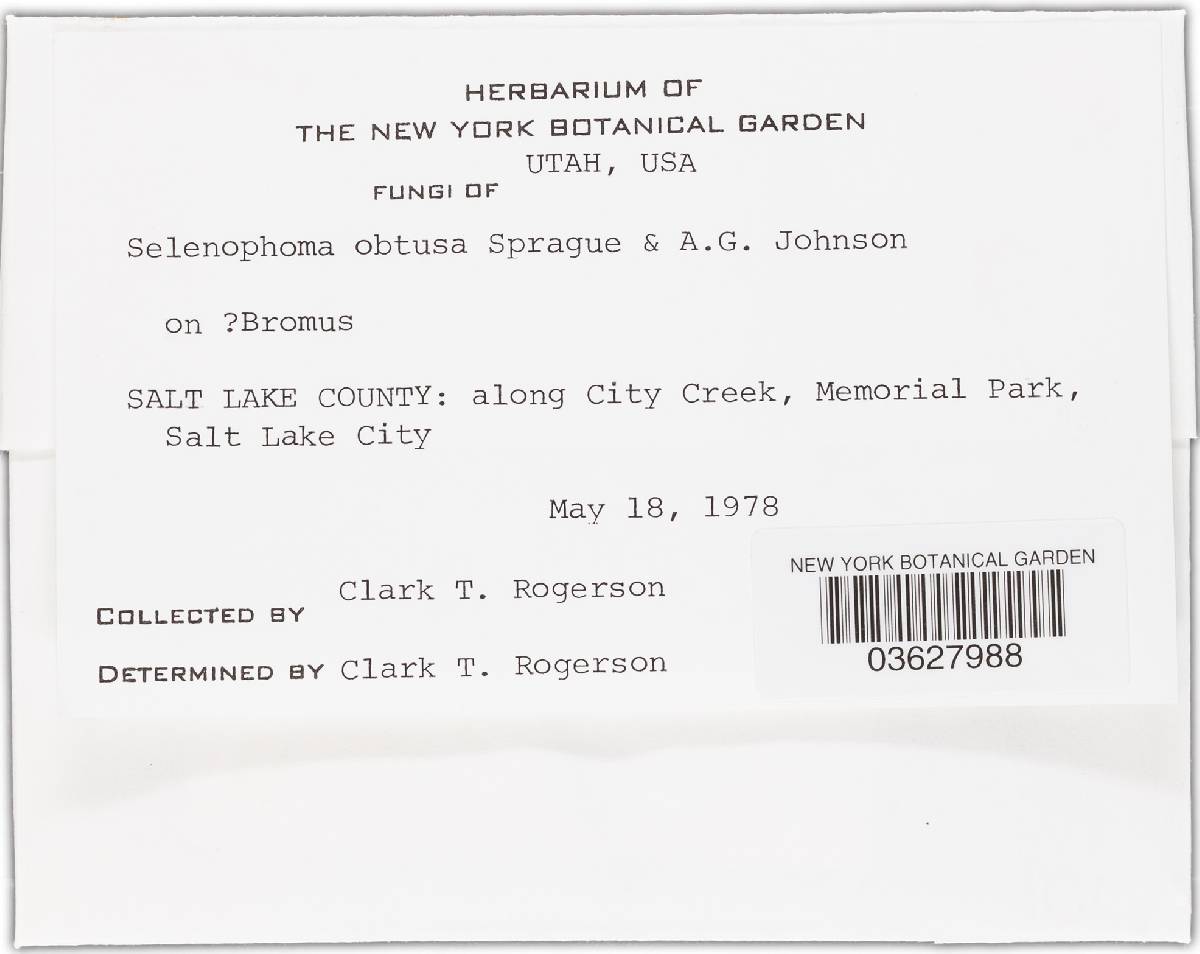 HERBARIUM OF
THE NEW YORK BOTANICAL GARDEN
UTAH, USA
FUNGI OF
Selenophoma obtusa Sprague & A.G. Johnson
on ?Bromus
SALT LAKE COUNTY: along City Creek, Memorial Park,
Salt Lake City
May 18, 1978
Clark T. Rogerson
COLLECTED BY
DETERMINED BY Clark T. Rogerson
NEW YORK BOTANICAL GARDEN
03627988